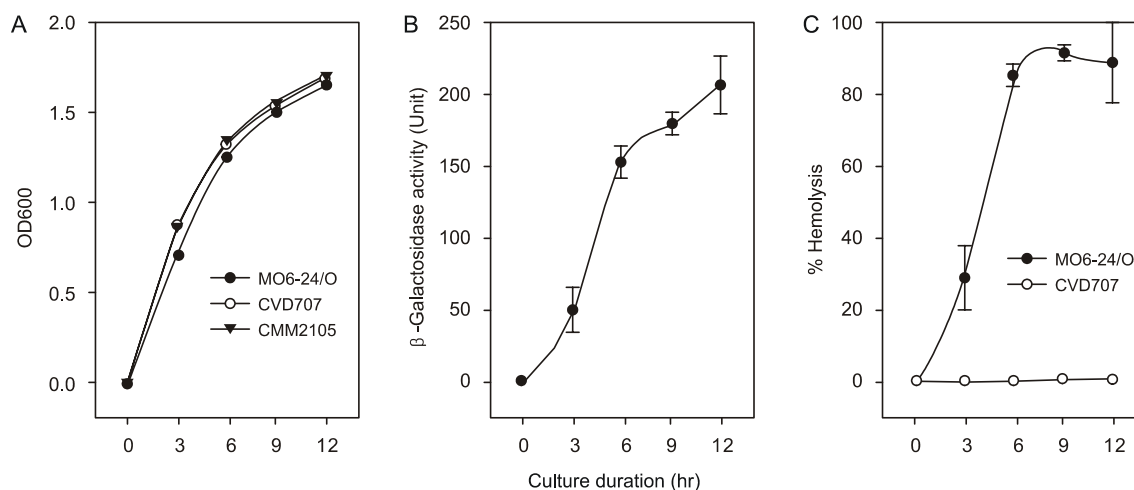 A
2.0
1.5
1.0
0.5
0.0
OD600
MO6-24/O
CVD707
CMM2105
0 3 6 9 12
B
250
200
150
100
50
0
β -Galactosidase activity (Unit)
0 3 6 9 12
Culture duration (hr)
C
100
80
60
40
20
0
% Hemolysis
MO6-24/O
CVD707
0 3 6 9 12